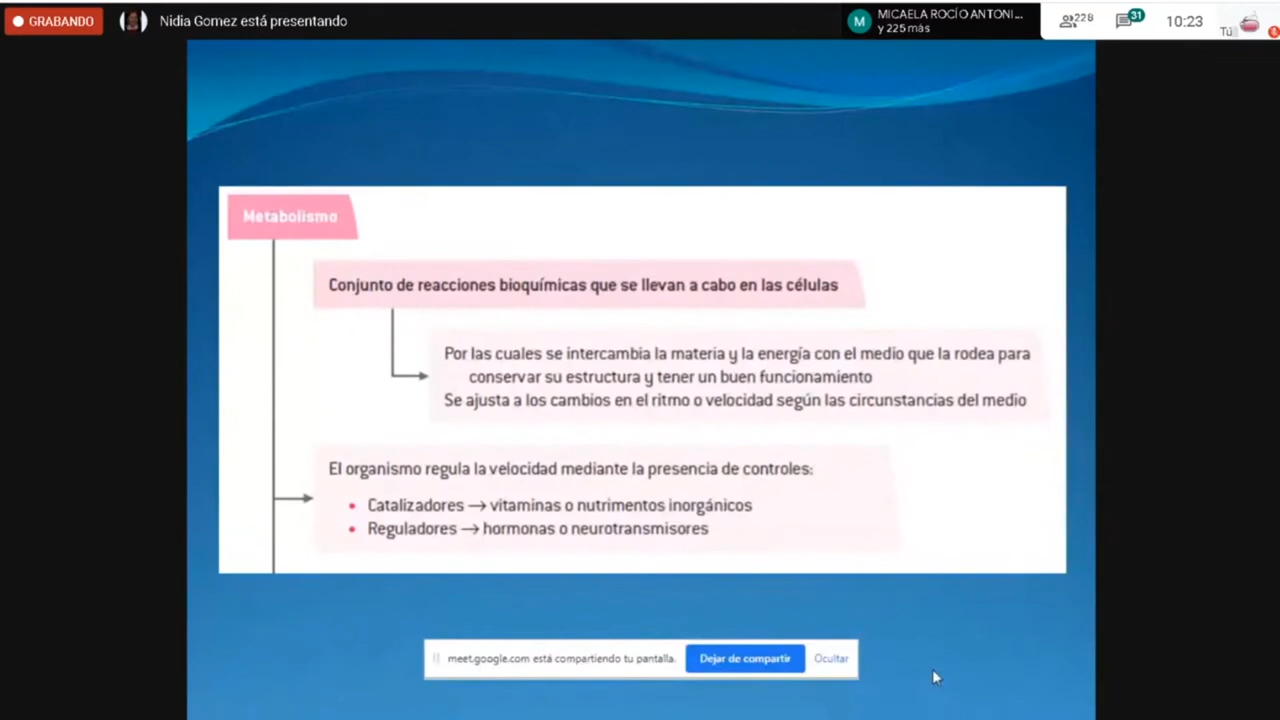 GRABANDO
Nidia Gomez está presentando
M
MICAELA ROCÍO ANTONI...
y 225 más
228
31
10:23
Tú
Metabolismo
Conjunto de reacciones bioquímicas que se llevan a cabo en las células
Por las cuales se intercambia la materia y la energía con el medio que la rodea para
conservar su estructura y tener un buen funcionamiento
Se ajusta a los cambios en el ritmo o velocidad según las circunstancias del medio
El organismo regula la velocidad mediante la presencia de controles:
• Catalizadores → vitaminas o nutrimentos inorgánicos
• Reguladores → hormonas o neurotransmisores
meet.google.com está compartiendo tu pantalla.
Dejar de compartir
Ocultar